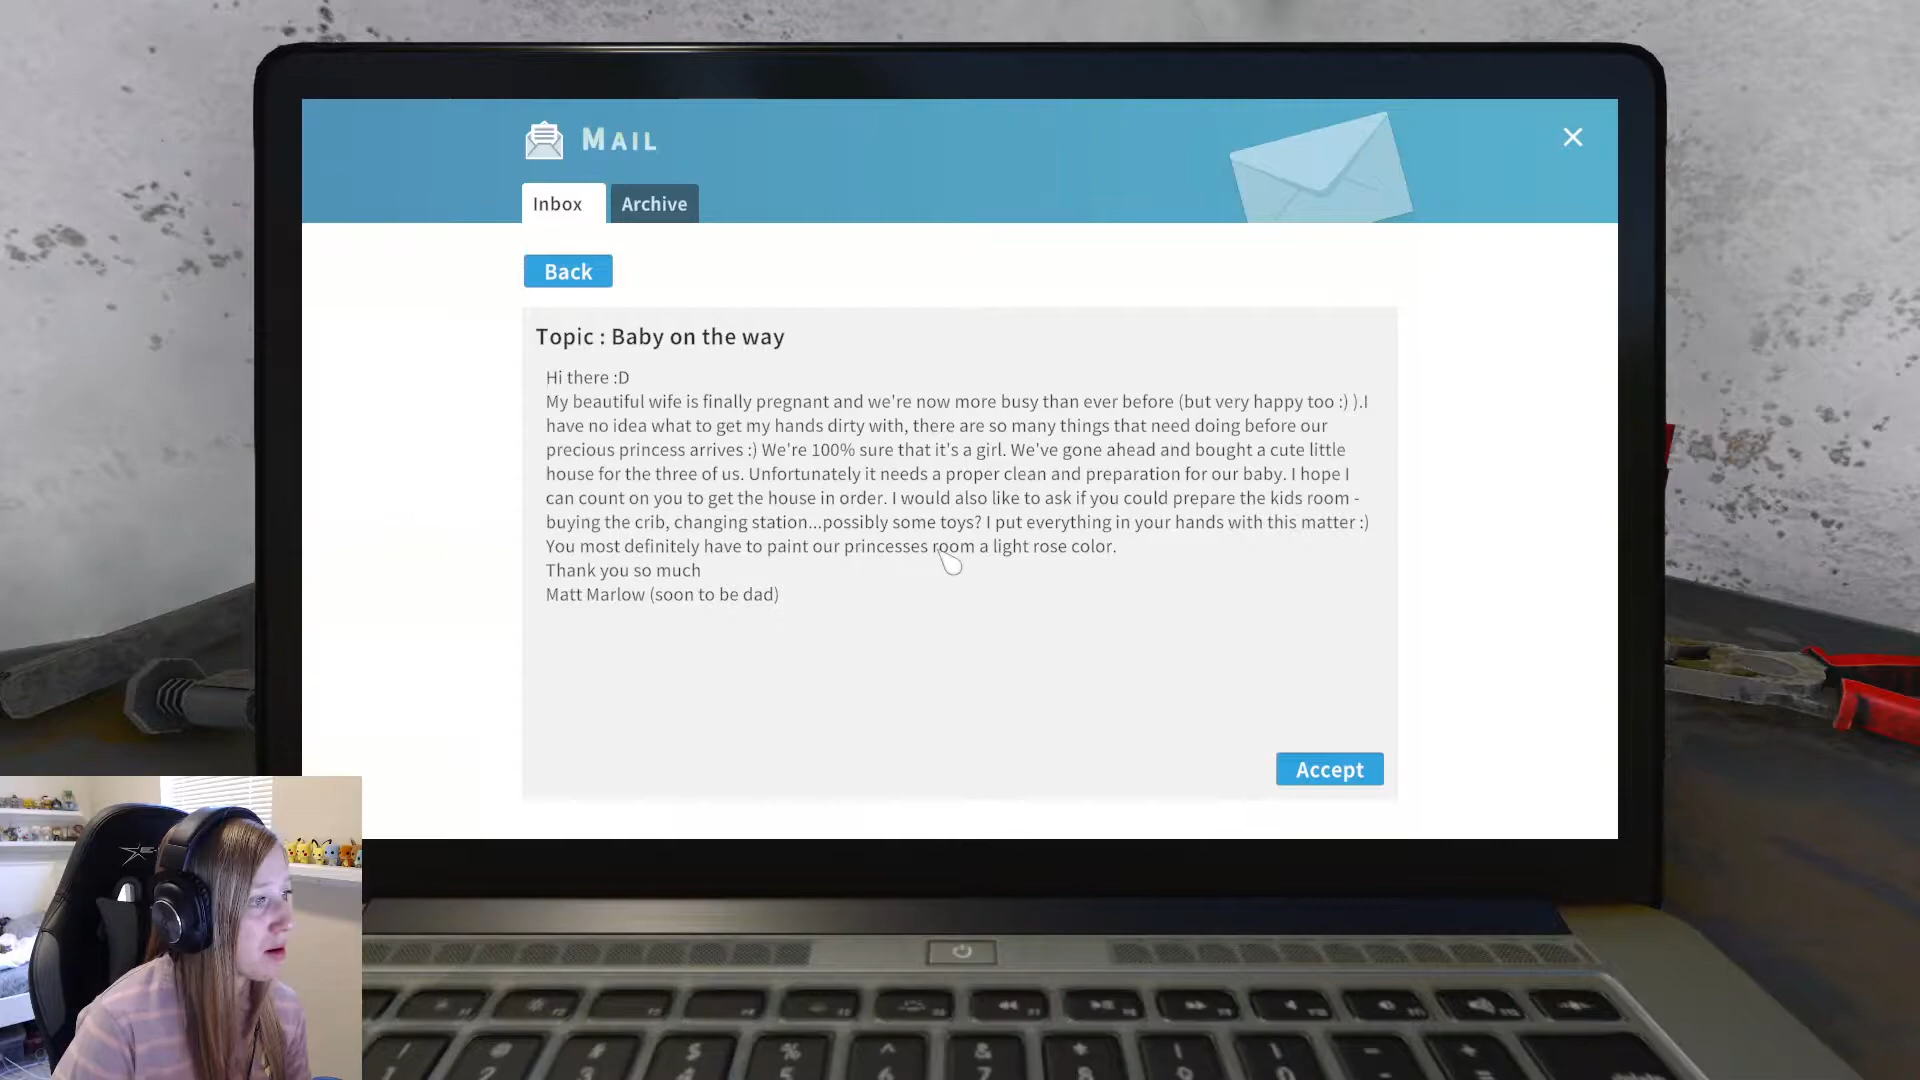 MAIL
Inbox
Archive
Back
Topic : Baby on the way
Hi there :D
My beautiful wife is finally pregnant and we're now more busy than ever before (but very happy too :) ).I
have no idea what to get my hands dirty with, there are so many things that need doing before our
precious princess arrives :) We're 100% sure that it's a girl. We've gone ahead and bought a cute little
house for the three of us. Unfortunately it needs a proper clean and preparation for our baby. I hope I
can count on you to get the house in order. I would also like to ask if you could prepare the kids room -
buying the crib, changing station...possibly some toys? I put everything in your hands with this matter :)
You most definitely have to paint our princesses room a light rose color.
Thank you so much
Matt Marlow (soon to be dad)
Accept